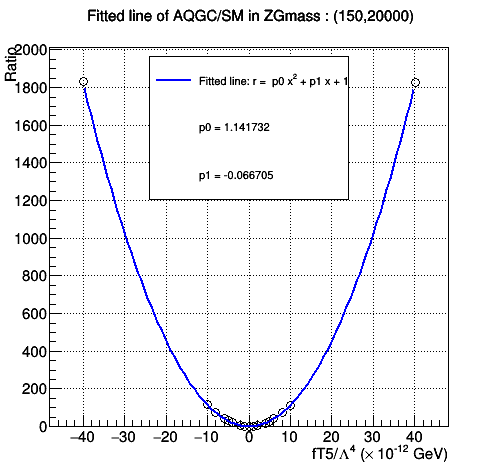 Fitted line of AQGC/SM in ZGmass : (150,20000)
Ratio
2000
1800
1600
1400
1200
1000
800
600
400
200
0
Fitted line: r = p0 x² + p1 x + 1
p0 = 1.141732
p1 = -0.066705
−40 −30 −20 −10 0 10 20 30 40
fT5/Λ⁴ (× 10⁻¹² GeV)